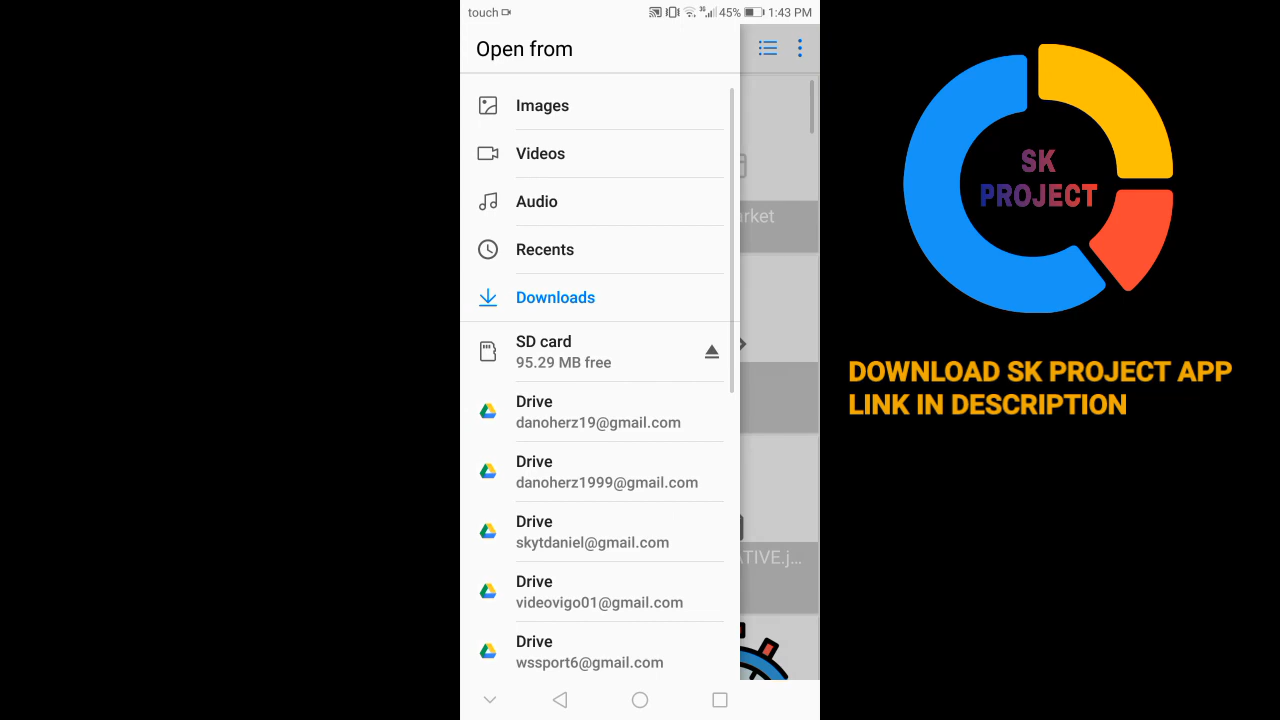 touch
3G
45%
1:43 PM
Open from
Images
Videos
Audio
Recents
Downloads
SD card
95.29 MB free
Drive
danoherz19@gmail.com
Drive
danoherz1999@gmail.com
Drive
skytdaniel@gmail.com
Drive
videovigo01@gmail.com
Drive
wssport6@gmail.com
rket
ATIVE.j...
SK
PROJECT
DOWNLOAD SK PROJECT APP
LINK IN DESCRIPTION